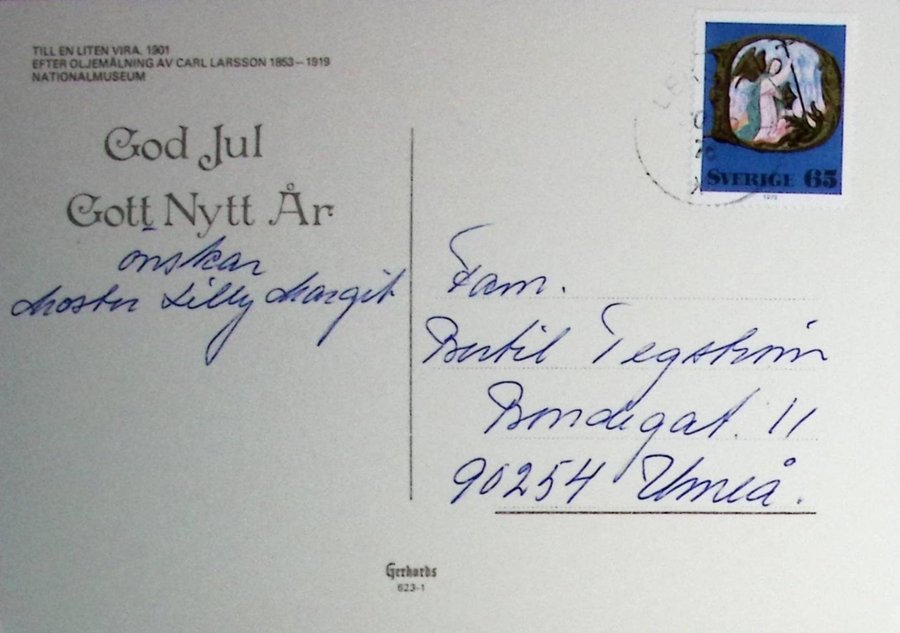 TILL EN LITEN VIRA. 1901
EFTER OLJEMÅLNING AV CARL LARSSON 1853–1919
NATIONALMUSEUM
SVERIGE 65
1976
God Jul
Gott Nytt År
önskar
Moster Lilly Margit
Fam.
Bertil Tegström
Bondegat. 11
90254 Umeå.
Gerhards
623-1